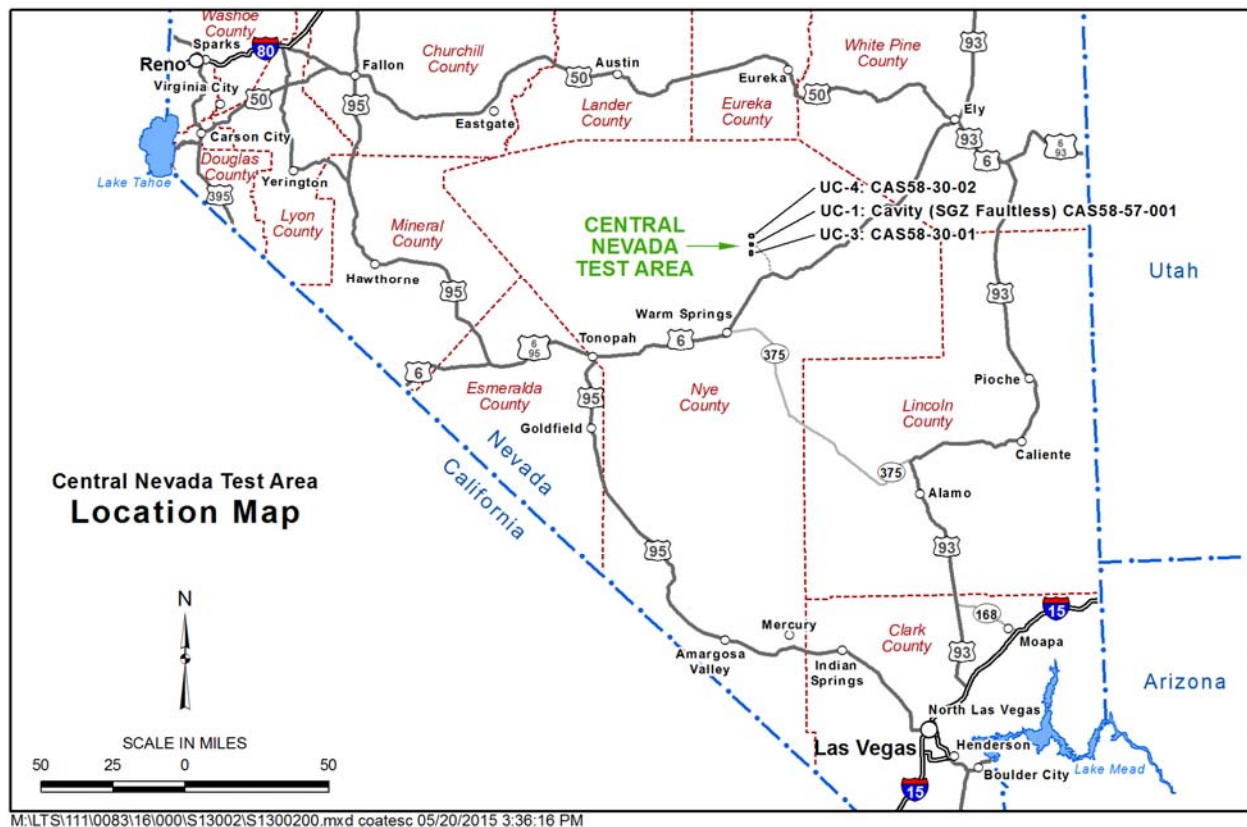 Washoe
County
Sparks
80
Reno
Virginia City
50
Fallon
95
Churchill
County
50
Austin
Eastgate
Lander
County
Eureka
Eureka
County
50
White Pine
County
93
Ely
93
6
6
93
Carson City
Douglas
County
Lake Tahoe
395
Yerington
Lyon
County
Mineral
County
Hawthorne
95
CENTRAL
NEVADA
TEST AREA
UC-4: CAS58-30-02
UC-1: Cavity (SGZ Faultless) CAS58-57-001
UC-3: CAS58-30-01
Utah
93
Warm Springs
Tonopah
6
95
6
6
375
Esmeralda
County
95
Goldfield
Nye
County
Pioche
Lincoln
County
Caliente
375
Alamo
Nevada
California
Central Nevada Test Area
Location Map
95
93
N
Mercury
Amargosa
Valley
Indian
Springs
Clark
County
168
15
Moapa
93
Arizona
North Las Vegas
Las Vegas
Henderson
Boulder City
Lake Mead
15
SCALE IN MILES
50 25 0 50
M:\LTS\111\0083\16\000\S13002\S1300200.mxd coatesc 05/20/2015 3:36:16 PM